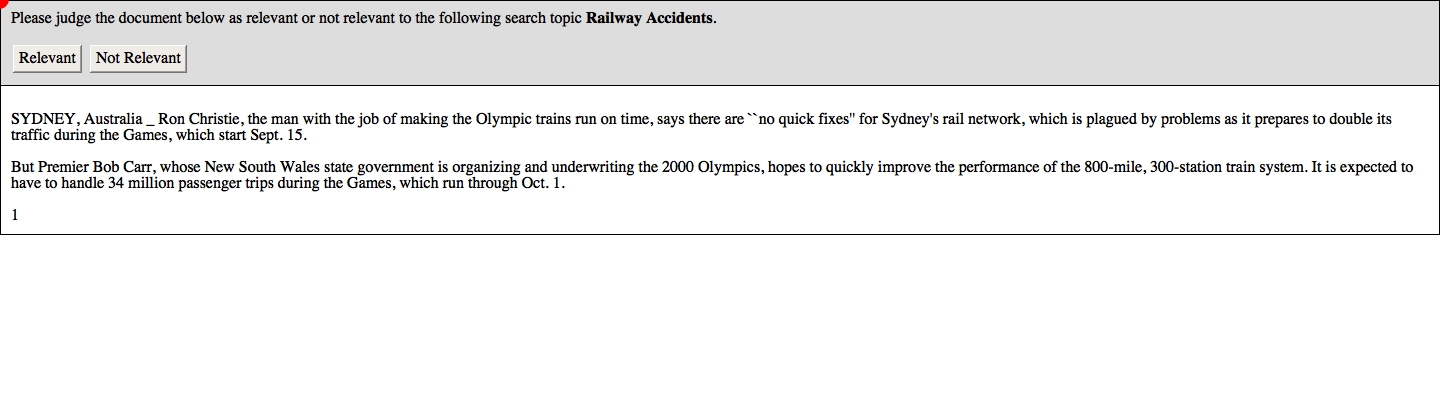 Please judge the document below as relevant or not relevant to the following search topic Railway Accidents.
Relevant Not Relevant
SYDNEY, Australia _ Ron Christie, the man with the job of making the Olympic trains run on time, says there are ``no quick fixes'' for Sydney's rail network, which is plagued by problems as it prepares to double its
traffic during the Games, which start Sept. 15.
But Premier Bob Carr, whose New South Wales state government is organizing and underwriting the 2000 Olympics, hopes to quickly improve the performance of the 800-mile, 300-station train system. It is expected to
have to handle 34 million passenger trips during the Games, which run through Oct. 1.
1